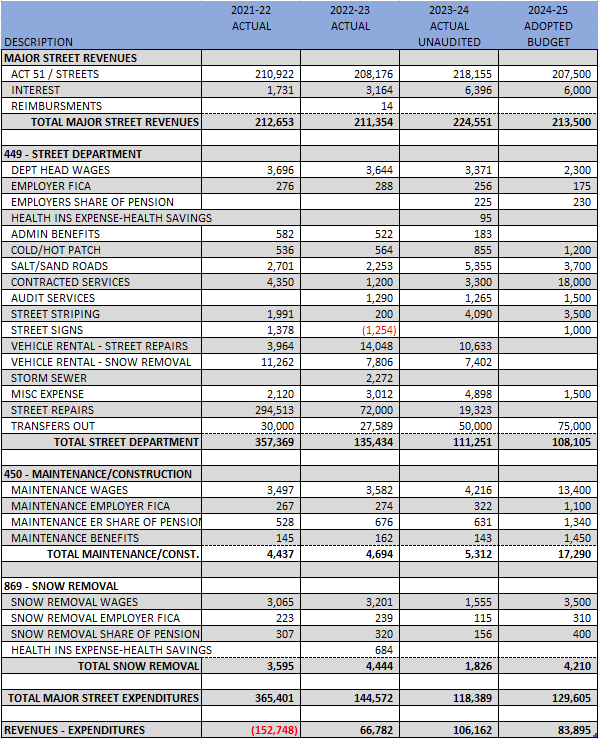 2021-22 2022-23 2023-24 2024-25
ACTUAL ACTUAL ACTUAL ADOPTED
DESCRIPTION UNAUDITED BUDGET
MAJOR STREET REVENUES
ACT 51 / STREETS 210,922 208,176 218,155 207,500
INTEREST 1,731 3,164 6,396 6,000
REIMBURSMENTS 14
TOTAL MAJOR STREET REVENUES 212,653 211,354 224,551 213,500
449 - STREET DEPARTMENT
DEPT HEAD WAGES 3,696 3,644 3,371 2,300
EMPLOYER FICA 276 288 256 175
EMPLOYERS SHARE OF PENSION 225 230
HEALTH INS EXPENSE-HEALTH SAVINGS 95
ADMIN BENEFITS 582 522 183
COLD/HOT PATCH 536 564 855 1,200
SALT/SAND ROADS 2,701 2,253 5,355 3,700
CONTRACTED SERVICES 4,350 1,200 3,300 18,000
AUDIT SERVICES 1,290 1,265 1,500
STREET STRIPING 1,991 200 4,090 3,500
STREET SIGNS 1,378 (1,254) 1,000
VEHICLE RENTAL - STREET REPAIRS 3,964 14,048 10,633
VEHICLE RENTAL - SNOW REMOVAL 11,262 7,806 7,402
STORM SEWER 2,272
MISC EXPENSE 2,120 3,012 4,898 1,500
STREET REPAIRS 294,513 72,000 19,323
TRANSFERS OUT 30,000 27,589 50,000 75,000
TOTAL STREET DEPARTMENT 357,369 135,434 111,251 108,105
450 - MAINTENANCE/CONSTRUCTION
MAINTENANCE WAGES 3,497 3,582 4,216 13,400
MAINTENANCE EMPLOYER FICA 267 274 322 1,100
MAINTENANCE ER SHARE OF PENSION 528 676 631 1,340
MAINTENANCE BENEFITS 145 162 143 1,450
TOTAL MAINTENANCE/CONST. 4,437 4,694 5,312 17,290
869 - SNOW REMOVAL
SNOW REMOVAL WAGES 3,065 3,201 1,555 3,500
SNOW REMOVAL EMPLOYER FICA 223 239 115 310
SNOW REMOVAL SHARE OF PENSION 307 320 156 400
HEALTH INS EXPENSE-HEALTH SAVINGS 684
TOTAL SNOW REMOVAL 3,595 4,444 1,826 4,210
TOTAL MAJOR STREET EXPENDITURES 365,401 144,572 118,389 129,605
REVENUES - EXPENDITURES (152,748) 66,782 106,162 83,895